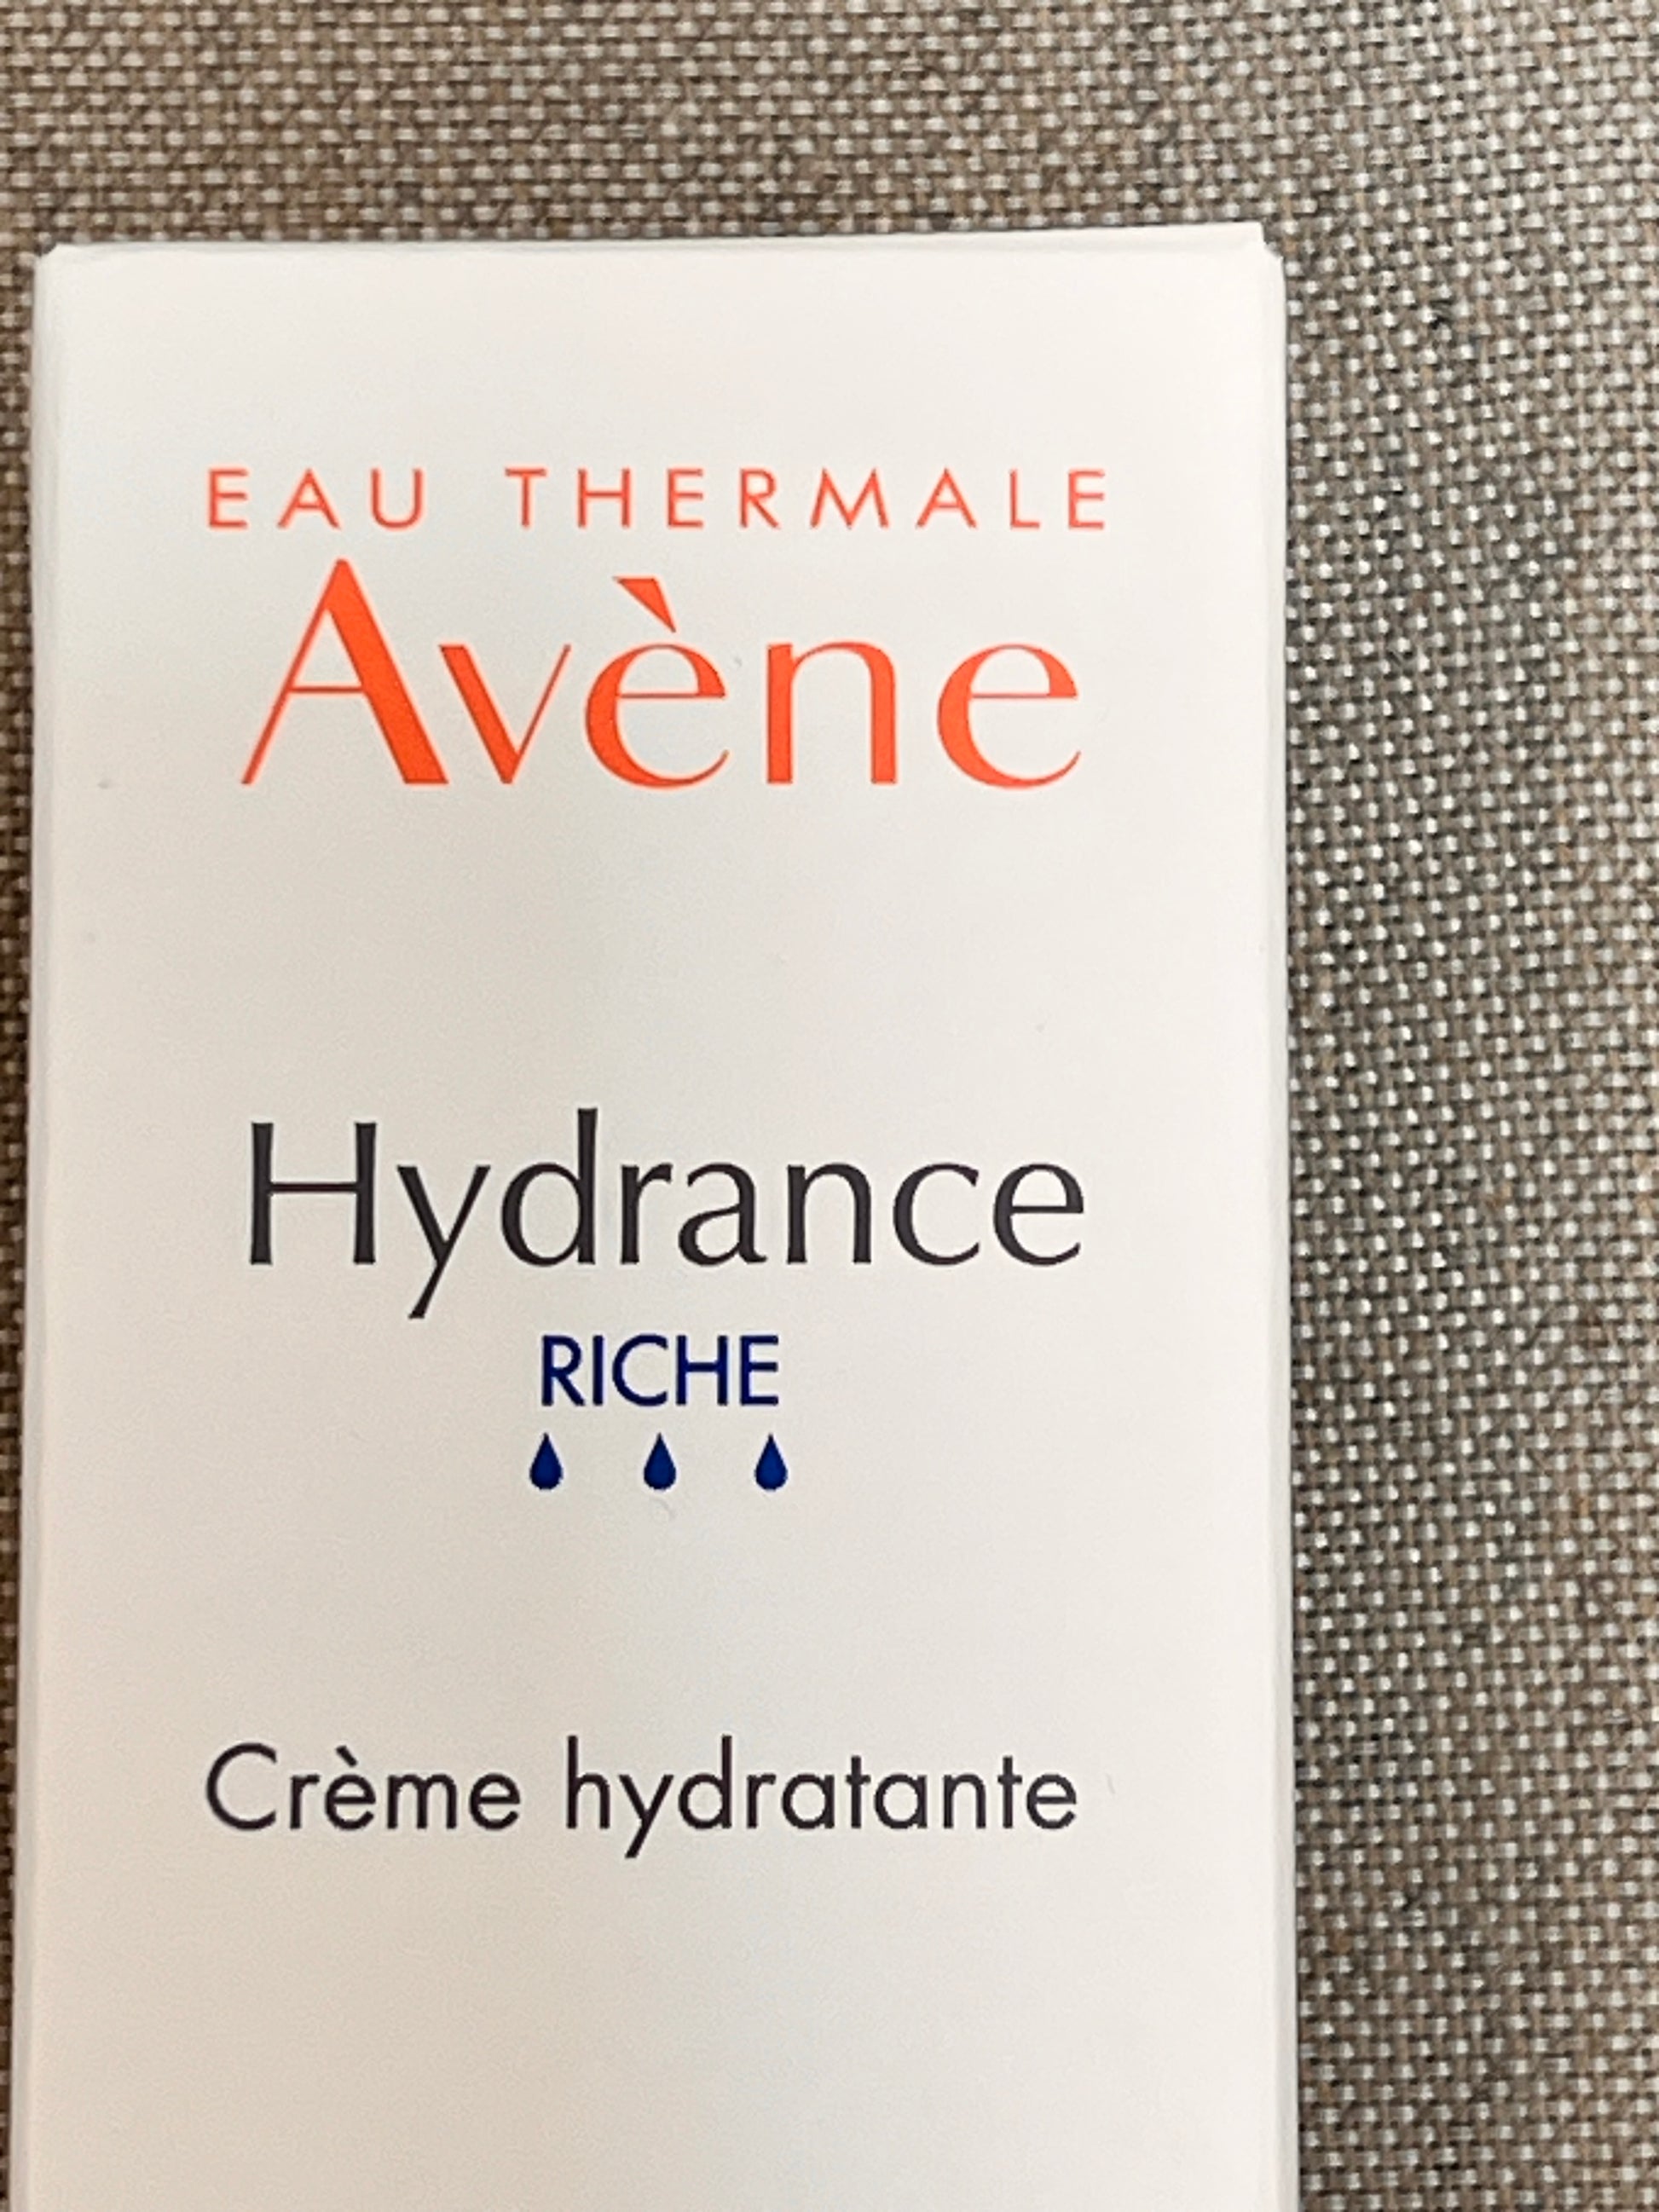 EAU THERMALE
Avène
Hydrance
RICHE
Crème hydratante